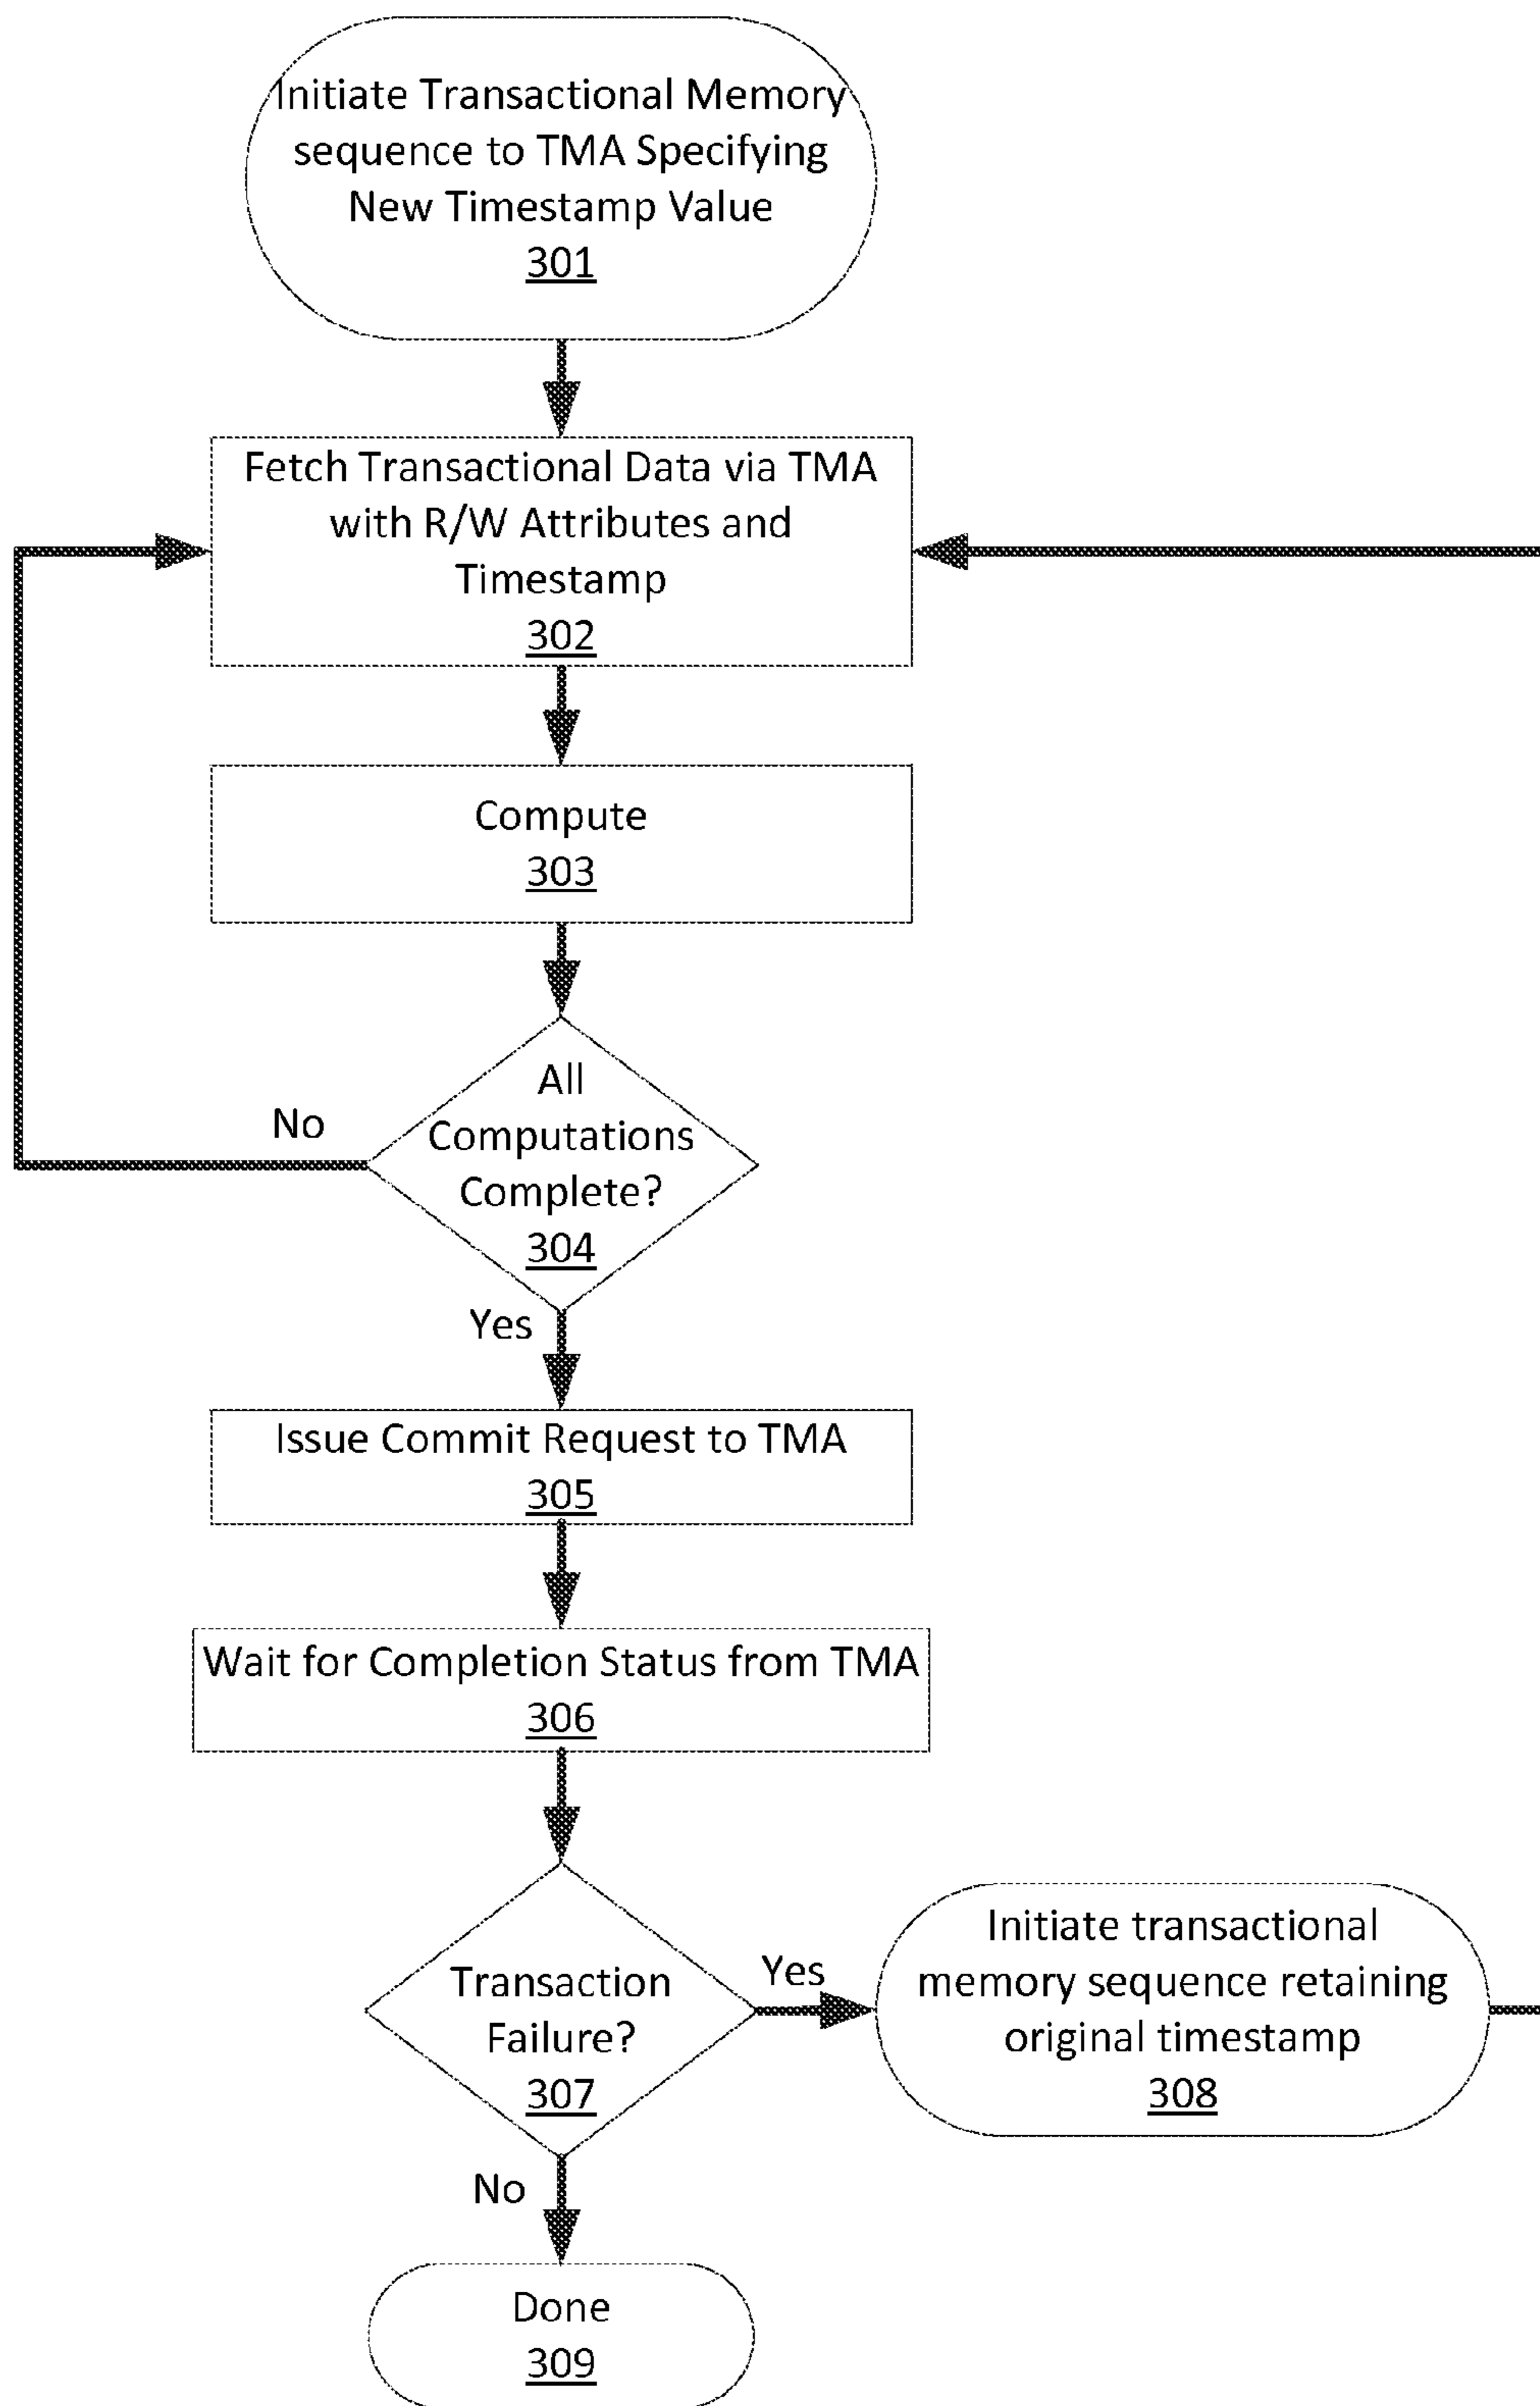 Initiate Transactional Memory
sequence to TMA Specifying
New Timestamp Value
301
Fetch Transactional Data via TMA
with R/W Attributes and
Timestamp
302
Compute
303
All
Computations
Complete?
304
No
Yes
Issue Commit Request to TMA
305
Wait for Completion Status from TMA
306
Transaction
Failure?
307
Yes
Initiate transactional
memory sequence retaining
original timestamp
308
No
Done
309